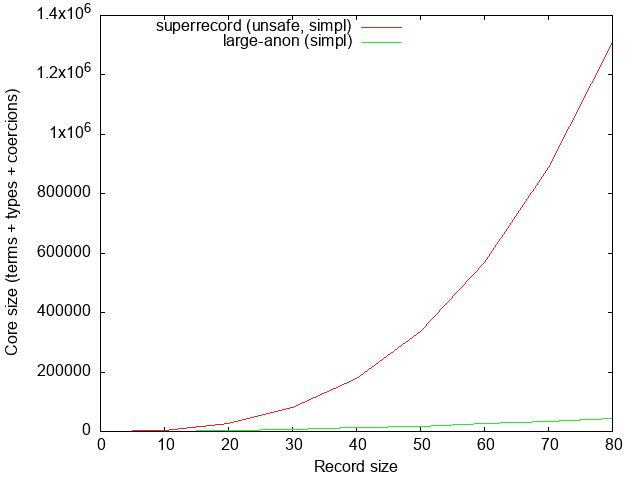 1.4x10^6
superrecord (unsafe, simpl)
large-anon (simpl)
1.2x10^6
1x10^6
800000
600000
400000
200000
0
Core size (terms + types + coercions)
0 10 20 30 40 50 60 70 80
Record size